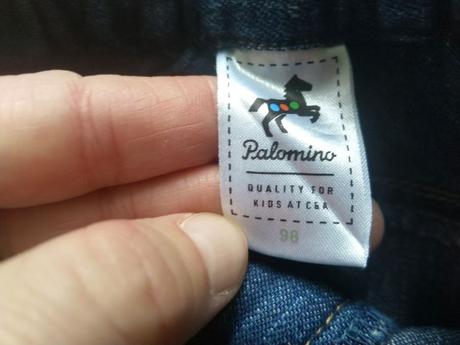 Palomino
QUALITY FOR
KIDS AT C&A
98